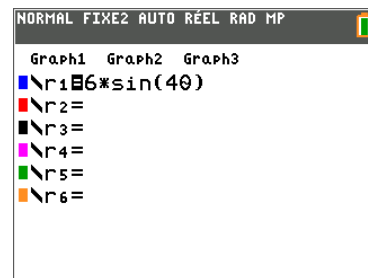 NORMAL FIXE2 AUTO RÉEL RAD MP
Graph1 Graph2 Graph3
\r1=6*sin(4θ)
\r2=
\r3=
\r4=
\r5=
\r6=